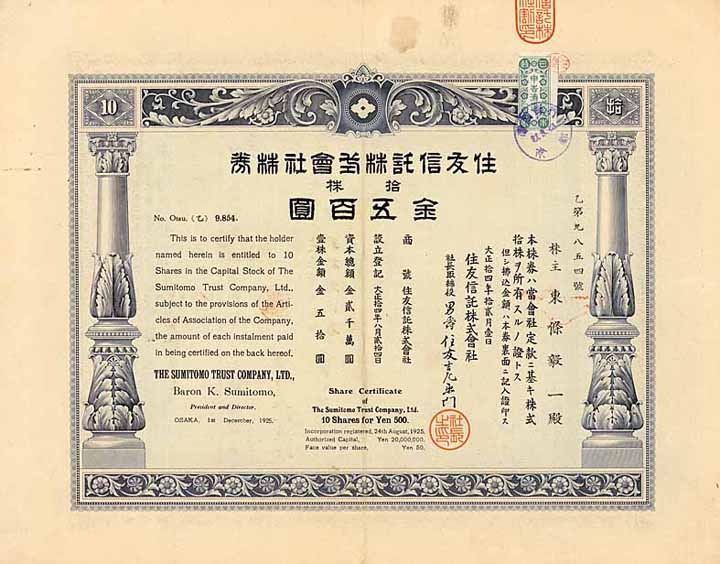 10
拾
住友信託株式會社株券
拾株
金五百圓
乙第九八五四號
株主 東條毅一殿
本株券ハ當會社定款ニ基キ株式
拾株ヲ所有スルノ證トス
但シ拂込金額ハ本券裏面ニ記入證印ス
大正拾四年拾貳月壹日
住友信託株式會社
社長取締役 男爵 住友吉左衛門
商號 住友信託株式會社
設立登記 大正拾四年八月貳拾四日
資本總額金貳千萬圓
壹株金額金五拾圓
No. Otsu. (乙) 9.854.
This is to certify that the holder
named herein is entitled to 10
Shares in the Capital Stock of The
Sumitomo Trust Company, Ltd.,
subject to the provisions of the Arti-
cles of Association of the Company,
the amount of each instalment paid
in being certified on the back hereof.
THE SUMITOMO TRUST COMPANY, LTD.,
Baron K. Sumitomo,
President and Director.
OSAKA, 1st December, 1925.
Share Certificate
of
The Sumitomo Trust Company, Ltd.
10 Shares for Yen 500.
Incorporation registered, 24th August, 1925.
Authorized Capital, Yen 20,000,000.
Face value per share, Yen 50.
社長之印